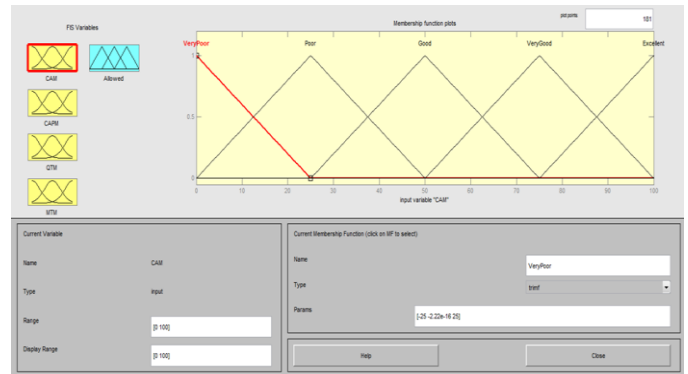 FIS Variables
Membership function plots
plot points:
181
CAM
Allowed
CAPM
QTM
MTM
VeryPoor
Poor
Good
VeryGood
Excellent
1
0.5
0
0
10
20
30
40
50
60
70
80
90
100
input variable "CAM"
Current Variable
Name
CAM
Type
input
Range
[0 100]
Display Range
[0 100]
Current Membership Function (click on MF to select)
Name
VeryPoor
Type
trimf
Params
[-25 -2.22e-16 25]
Help
Close